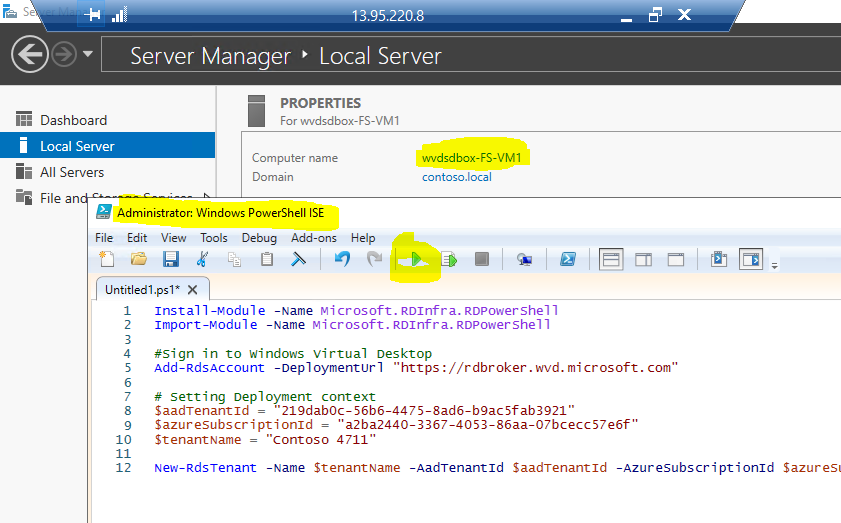 Server Manager
13.95.220.8
Server Manager ‣ Local Server
Dashboard
Local Server
All Servers
File and Storage Services
PROPERTIES
For wvdsdbox-FS-VM1
Computer name wvdsdbox-FS-VM1
Domain contoso.local
Administrator: Windows PowerShell ISE
File Edit View Tools Debug Add-ons Help
Untitled1.ps1* X
1 Install-Module -Name Microsoft.RDInfra.RDPowerShell
2 Import-Module -Name Microsoft.RDInfra.RDPowerShell
3
4 #Sign in to Windows Virtual Desktop
5 Add-RdsAccount -DeploymentUrl "https://rdbroker.wvd.microsoft.com"
6
7 # Setting Deployment context
8 $aadTenantId = "219dab0c-56b6-4475-8ad6-b9ac5fab3921"
9 $azureSubscriptionId = "a2ba2440-3367-4053-86aa-07bcecc57e6f"
10 $tenantName = "Contoso 4711"
11
12 New-RdsTenant -Name $tenantName -AadTenantId $aadTenantId -AzureSubscriptionId $azureSu